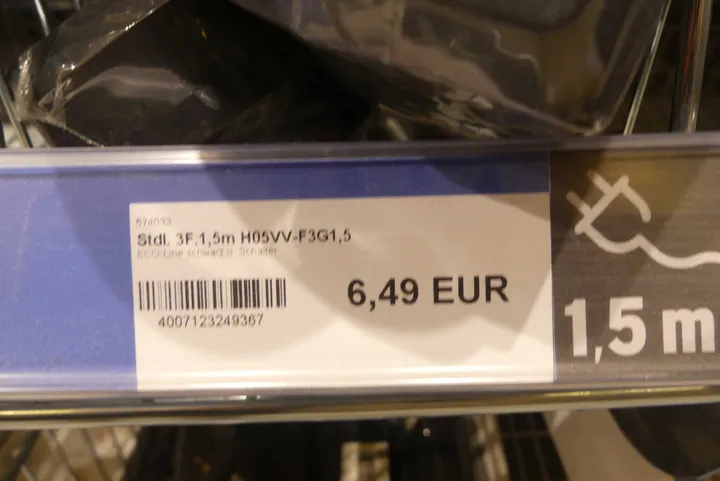 574033
Stdl. 3F.1,5m H05VV-F3G1,5
ECO-Line schwarz o. Schalter
6,49 EUR
4007123249367
1,5 m